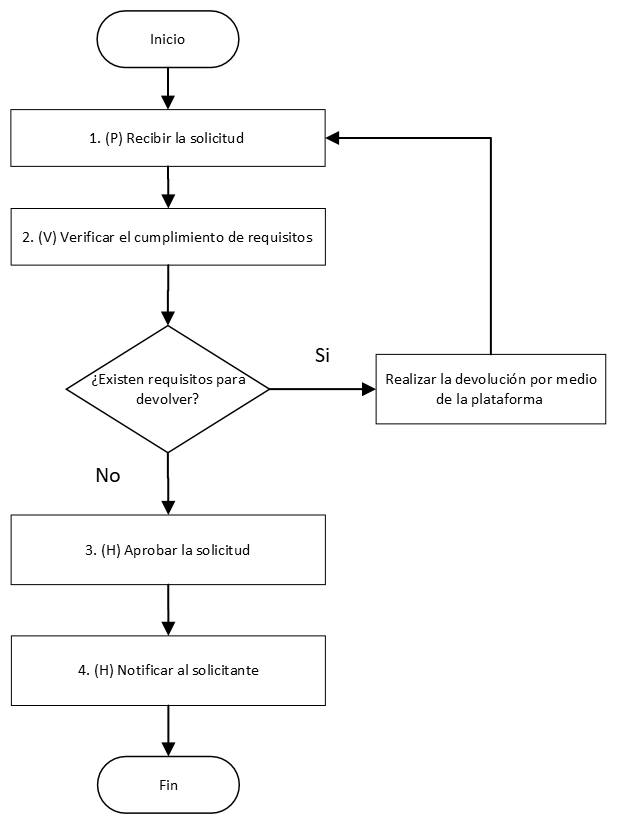 Inicio
1. (P) Recibir la solicitud
2. (V) Verificar el cumplimiento de requisitos
¿Existen requisitos para
devolver?
Si
Realizar la devolución por medio
de la plataforma
No
3. (H) Aprobar la solicitud
4. (H) Notificar al solicitante
Fin